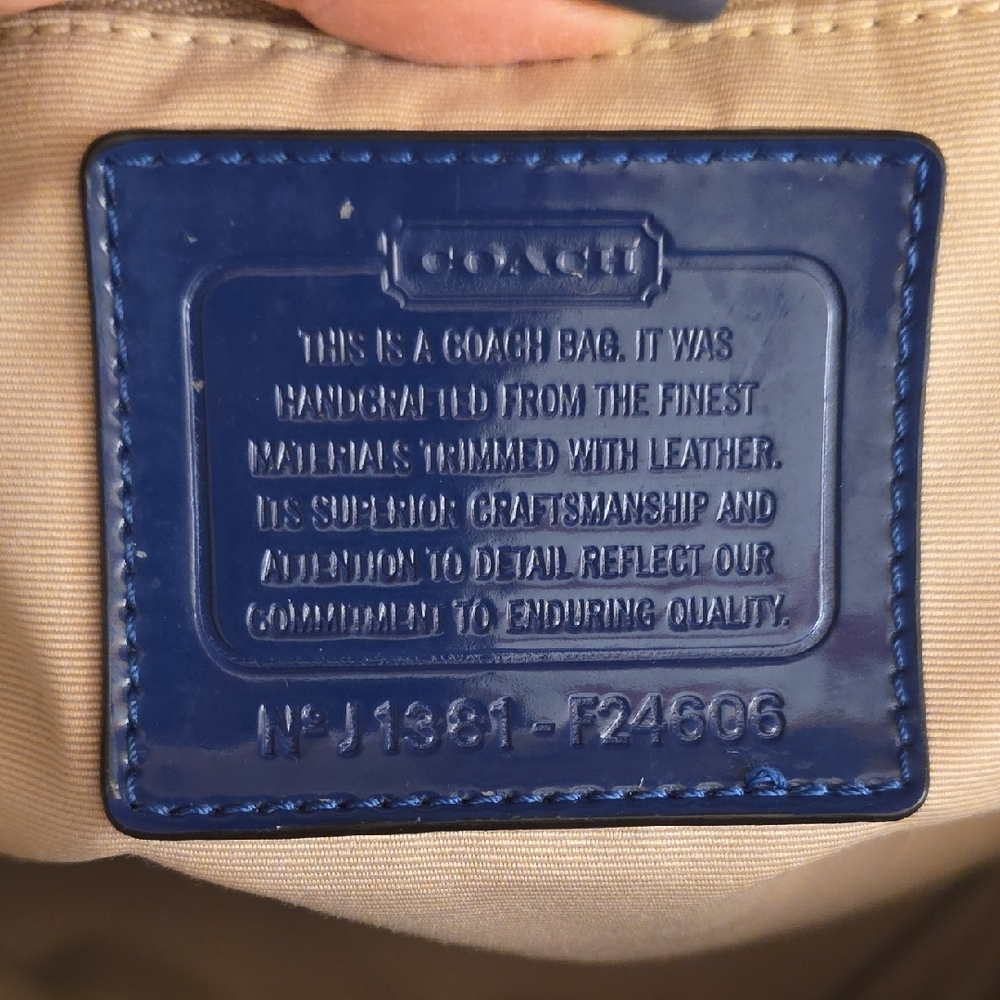 COACH
THIS IS A COACH BAG. IT WAS
HANDCRAFTED FROM THE FINEST
MATERIALS TRIMMED WITH LEATHER.
ITS SUPERIOR CRAFTSMANSHIP AND
ATTENTION TO DETAIL REFLECT OUR
COMMITMENT TO ENDURING QUALITY.
Nº J1381-F24606